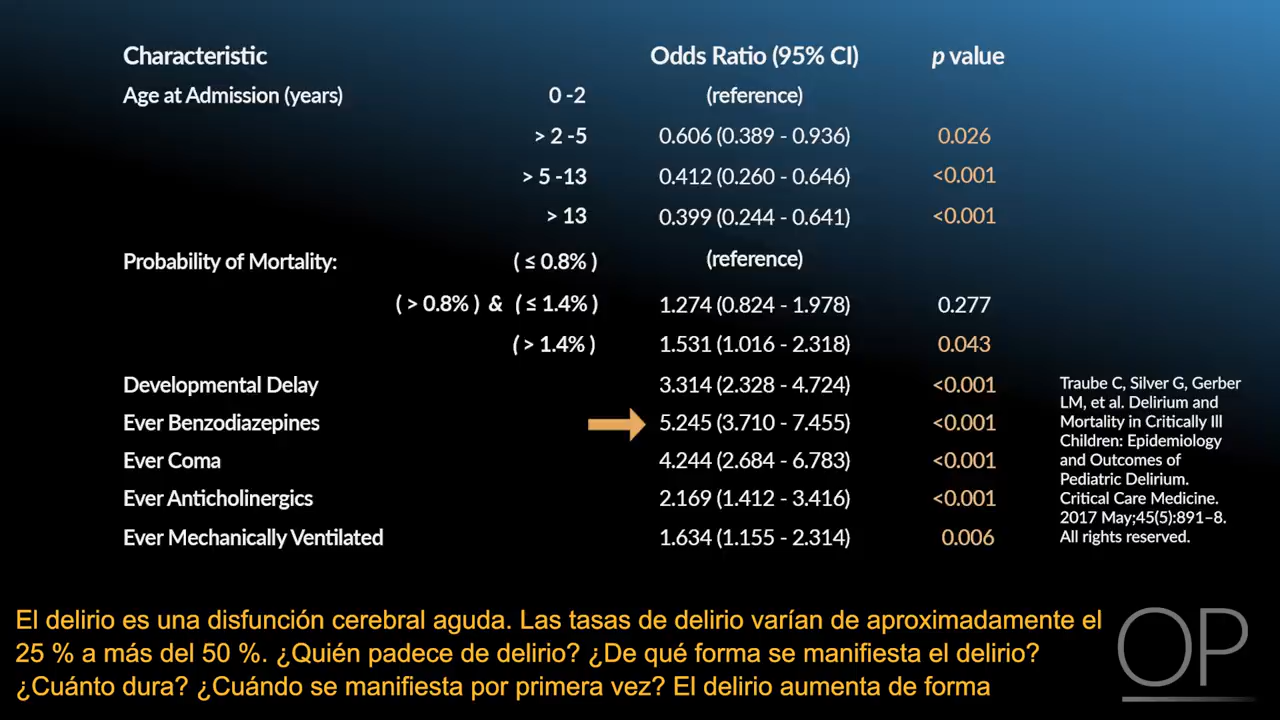 Characteristic Odds Ratio (95% CI) p value
Age at Admission (years) 0 -2 (reference)
> 2 -5 0.606 (0.389 - 0.936) 0.026
> 5 -13 0.412 (0.260 - 0.646) <0.001
> 13 0.399 (0.244 - 0.641) <0.001
Probability of Mortality: ( ≤ 0.8% ) (reference)
( > 0.8% ) & ( ≤ 1.4% ) 1.274 (0.824 - 1.978) 0.277
( > 1.4% ) 1.531 (1.016 - 2.318) 0.043
Developmental Delay 3.314 (2.328 - 4.724) <0.001
Ever Benzodiazepines 5.245 (3.710 - 7.455) <0.001
Ever Coma 4.244 (2.684 - 6.783) <0.001
Ever Anticholinergics 2.169 (1.412 - 3.416) <0.001
Ever Mechanically Ventilated 1.634 (1.155 - 2.314) 0.006
Traube C, Silver G, Gerber
LM, et al. Delirium and
Mortality in Critically Ill
Children: Epidemiology
and Outcomes of
Pediatric Delirium.
Critical Care Medicine.
2017 May;45(5):891–8.
All rights reserved.
El delirio es una disfunción cerebral aguda. Las tasas de delirio varían de aproximadamente el
25 % a más del 50 %. ¿Quién padece de delirio? ¿De qué forma se manifiesta el delirio?
¿Cuánto dura? ¿Cuándo se manifiesta por primera vez? El delirio aumenta de forma
OP